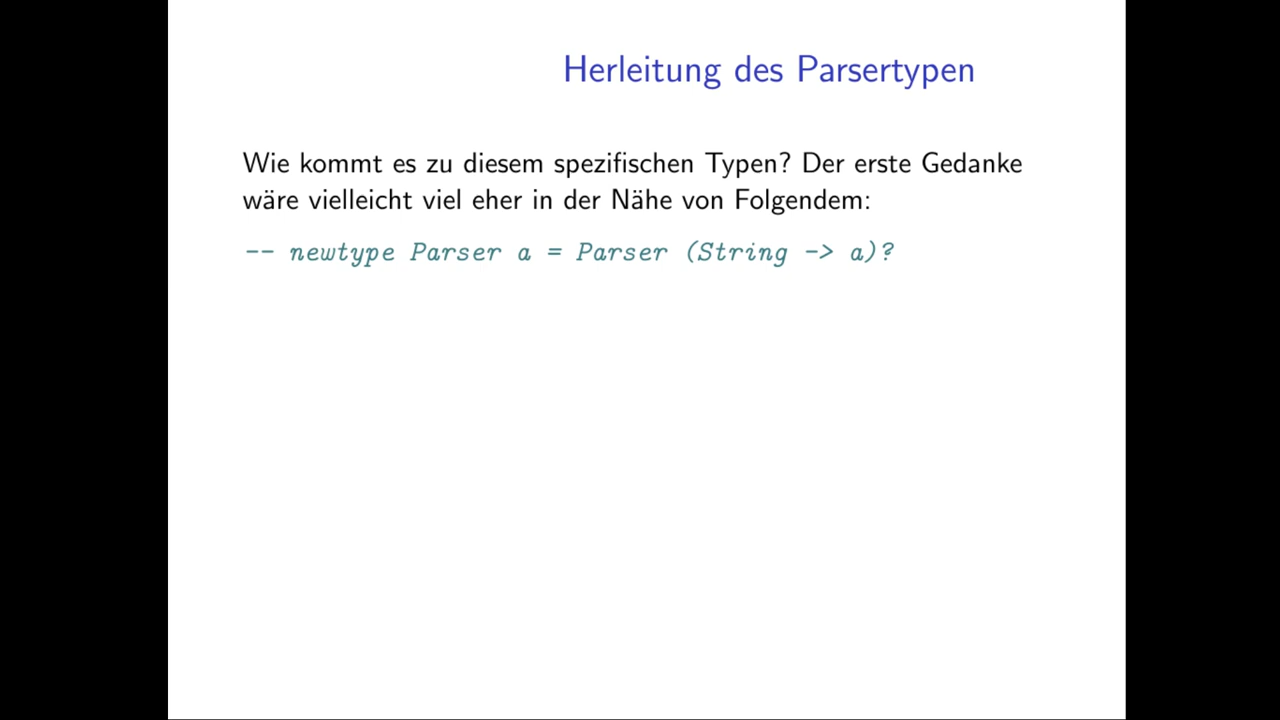 Herleitung des Parsertypen
Wie kommt es zu diesem spezifischen Typen? Der erste Gedanke
wäre vielleicht viel eher in der Nähe von Folgendem:
-- newtype Parser a = Parser (String -> a)?